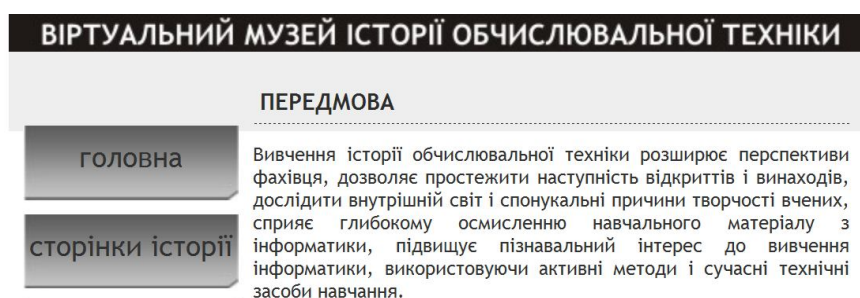 ВІРТУАЛЬНИЙ МУЗЕЙ ІСТОРІЇ ОБЧИСЛЮВАЛЬНОЇ ТЕХНІКИ
ПЕРЕДМОВА
головна
сторінки історії
Вивчення історії обчислювальної техніки розширює перспективи
фахівця, дозволяє простежити наступність відкриттів і винаходів,
дослідити внутрішній світ і спонукальні причини творчості вчених,
сприяє глибокому осмисленню навчального матеріалу з
інформатики, підвищує пізнавальний інтерес до вивчення
інформатики, використовуючи активні методи і сучасні технічні
засоби навчання.